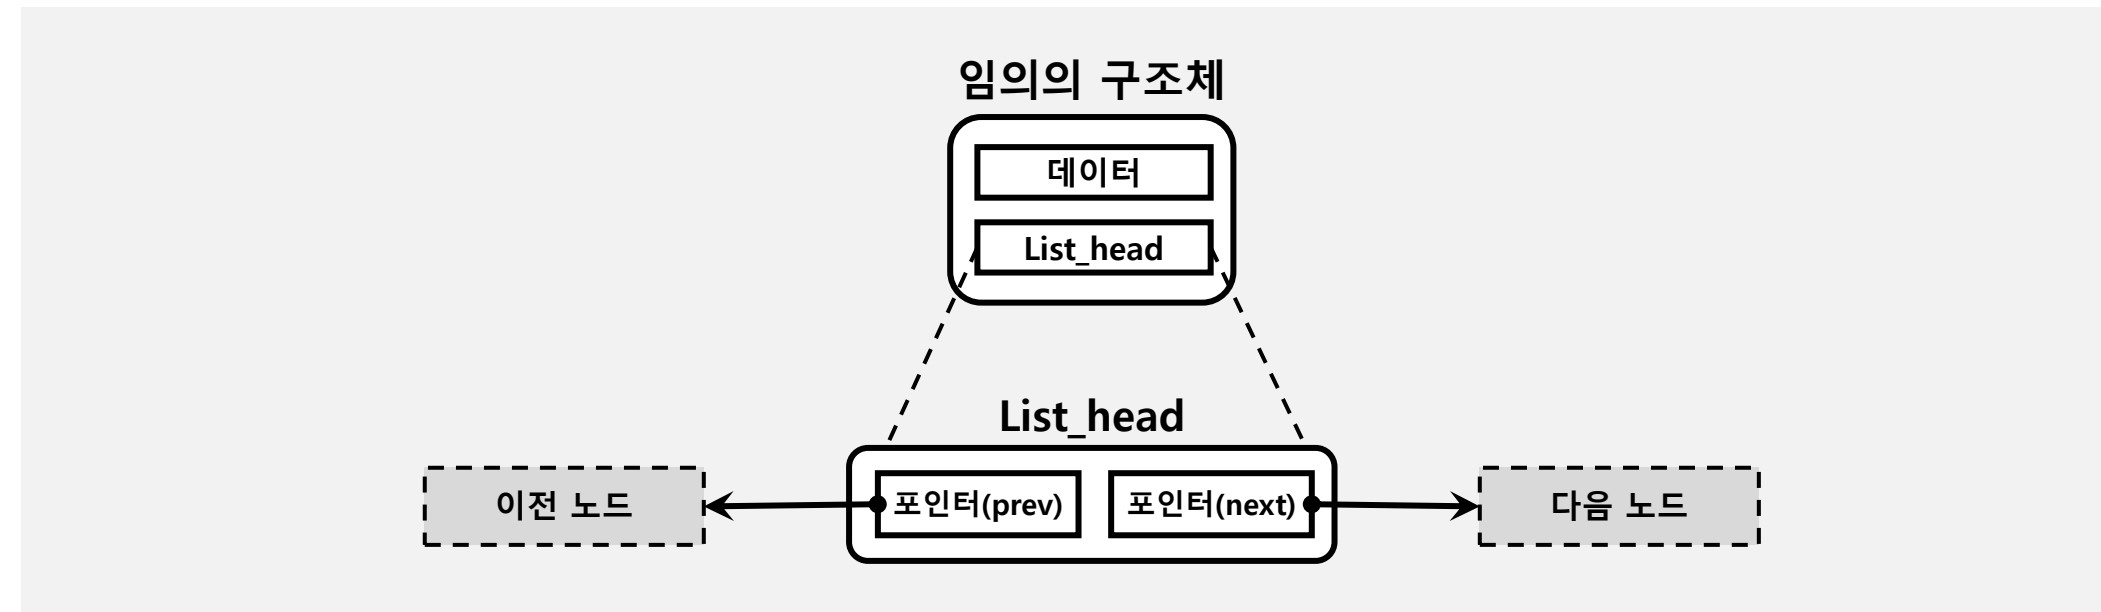 임의의 구조체
데이터
List_head
List_head
이전 노드
포인터(prev)
포인터(next)
다음 노드